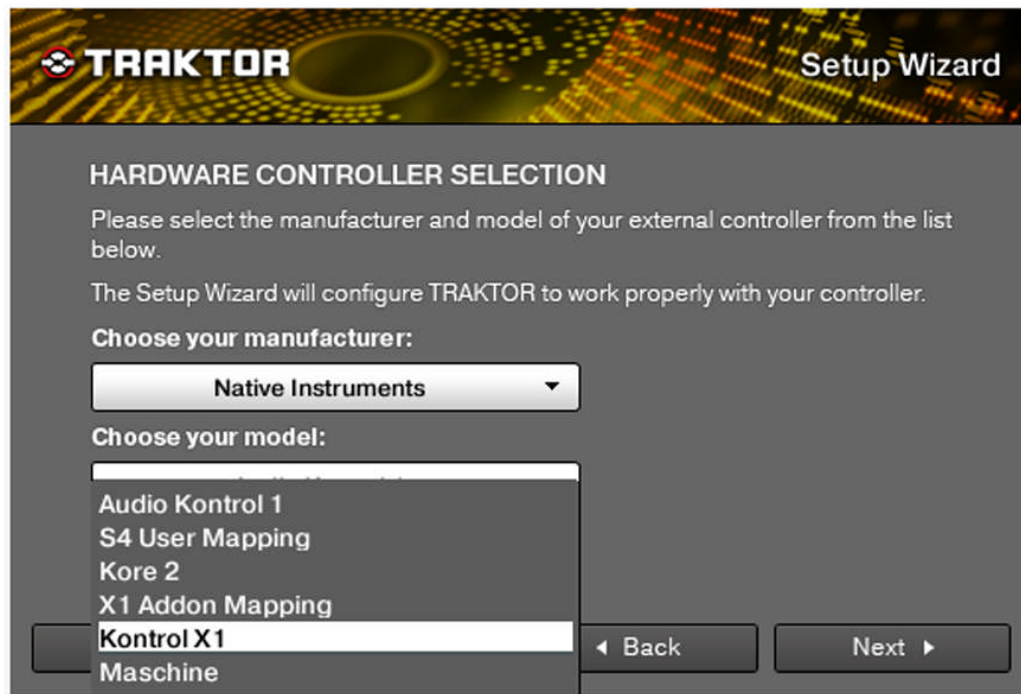 TRAKTOR
Setup Wizard
HARDWARE CONTROLLER SELECTION
Please select the manufacturer and model of your external controller from the list
below.
The Setup Wizard will configure TRAKTOR to work properly with your controller.
Choose your manufacturer:
Native Instruments
Choose your model:
Audio Kontrol 1
S4 User Mapping
Kore 2
X1 Addon Mapping
Kontrol X1
Maschine
Back
Next